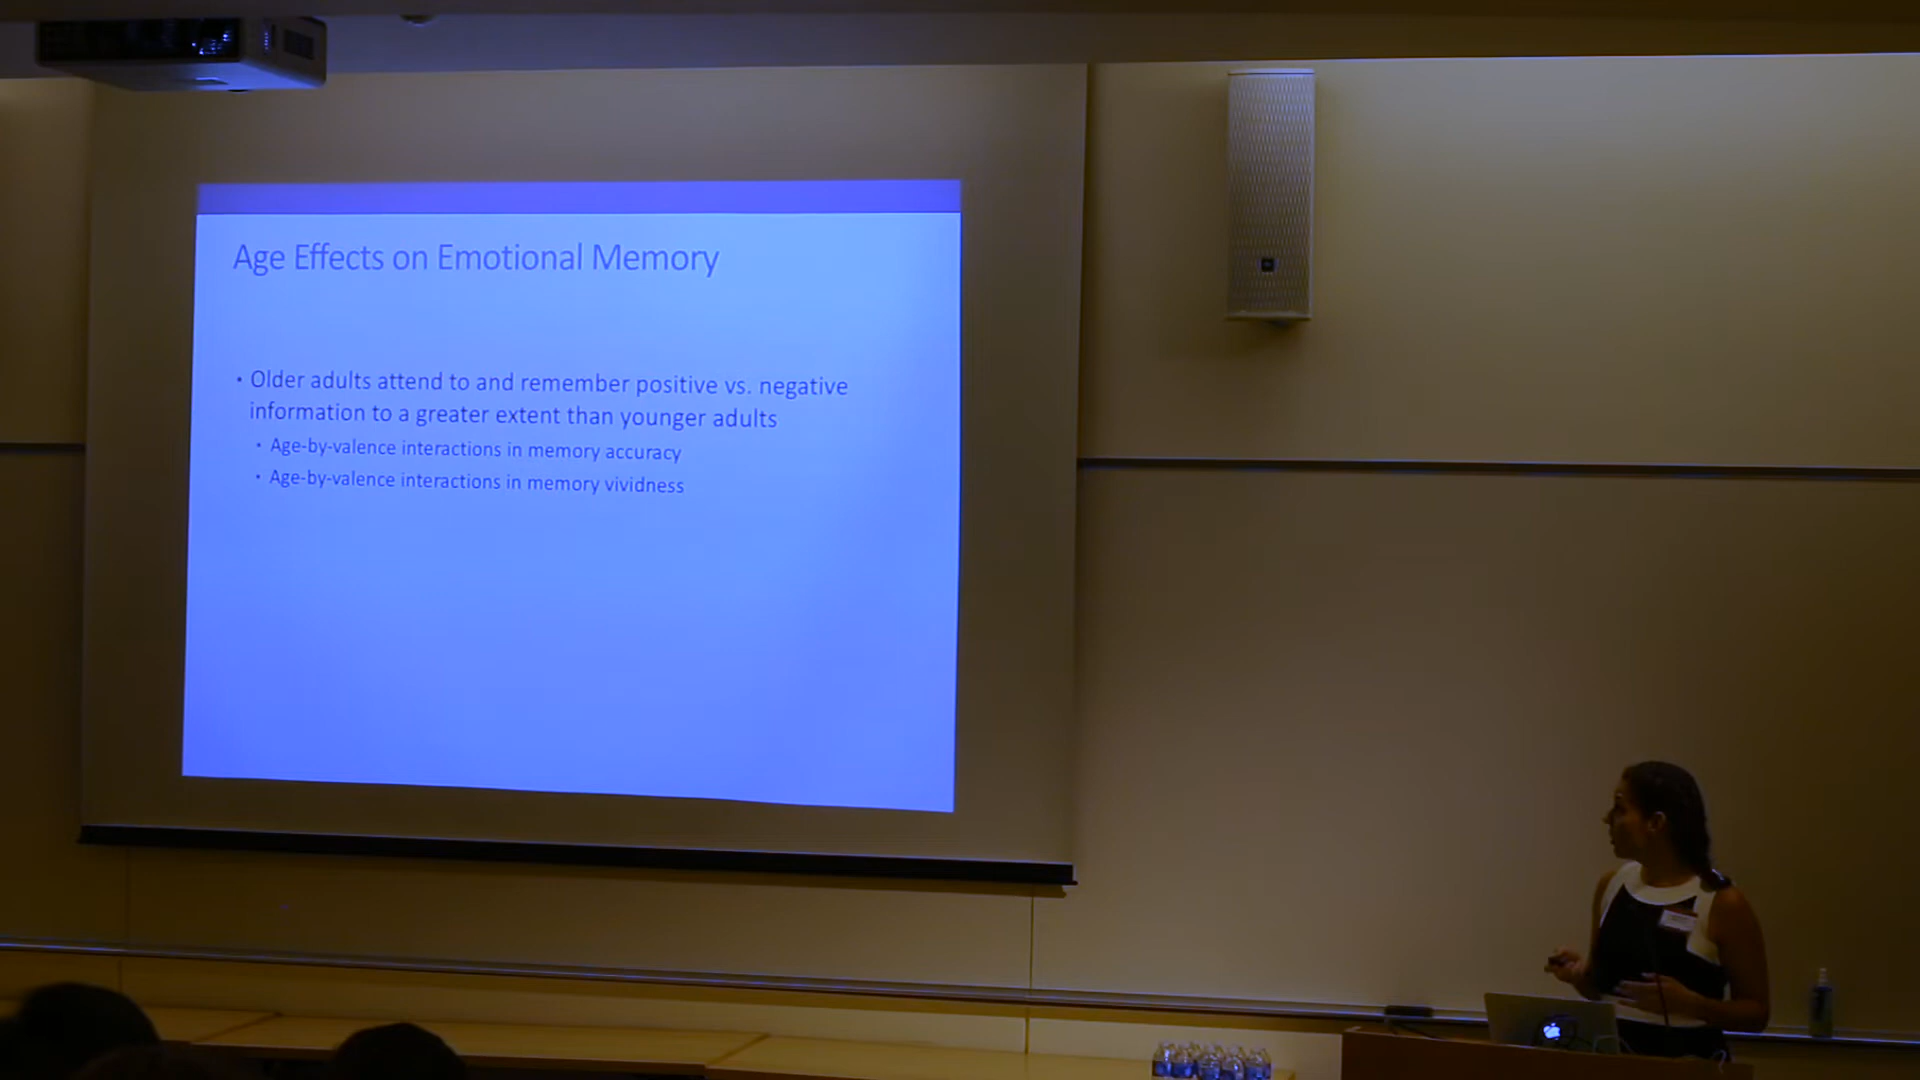 Age Effects on Emotional Memory
• Older adults attend to and remember positive vs. negative
information to a greater extent than younger adults
• Age-by-valence interactions in memory accuracy
• Age-by-valence interactions in memory vividness